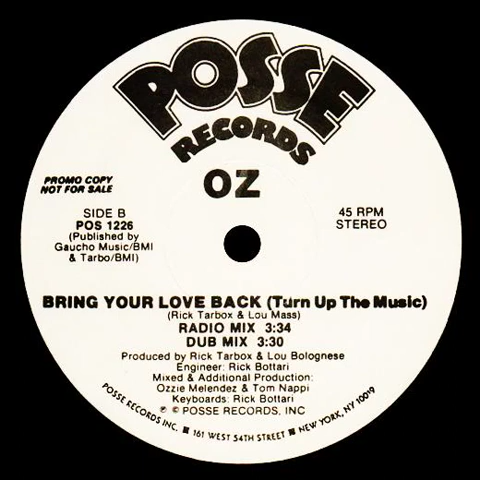 POSSE
RECORDS
OZ
PROMO COPY
NOT FOR SALE
SIDE B
POS 1226
(Published by
Gaucho Music/BMI
& Tarbo/BMI)
45 RPM
STEREO
BRING YOUR LOVE BACK (Turn Up The Music)
(Rick Tarbox & Lou Mass)
RADIO MIX 3:34
DUB MIX 3:30
Produced by Rick Tarbox & Lou Bolognese
Engineer: Rick Bottari
Mixed & Additional Production:
Ozzie Melendez & Tom Nappi
Keyboards: Rick Bottari
℗ © POSSE RECORDS, INC
POSSE RECORDS INC. ■ 161 WEST 54TH STREET ■ NEW YORK, NY 10019